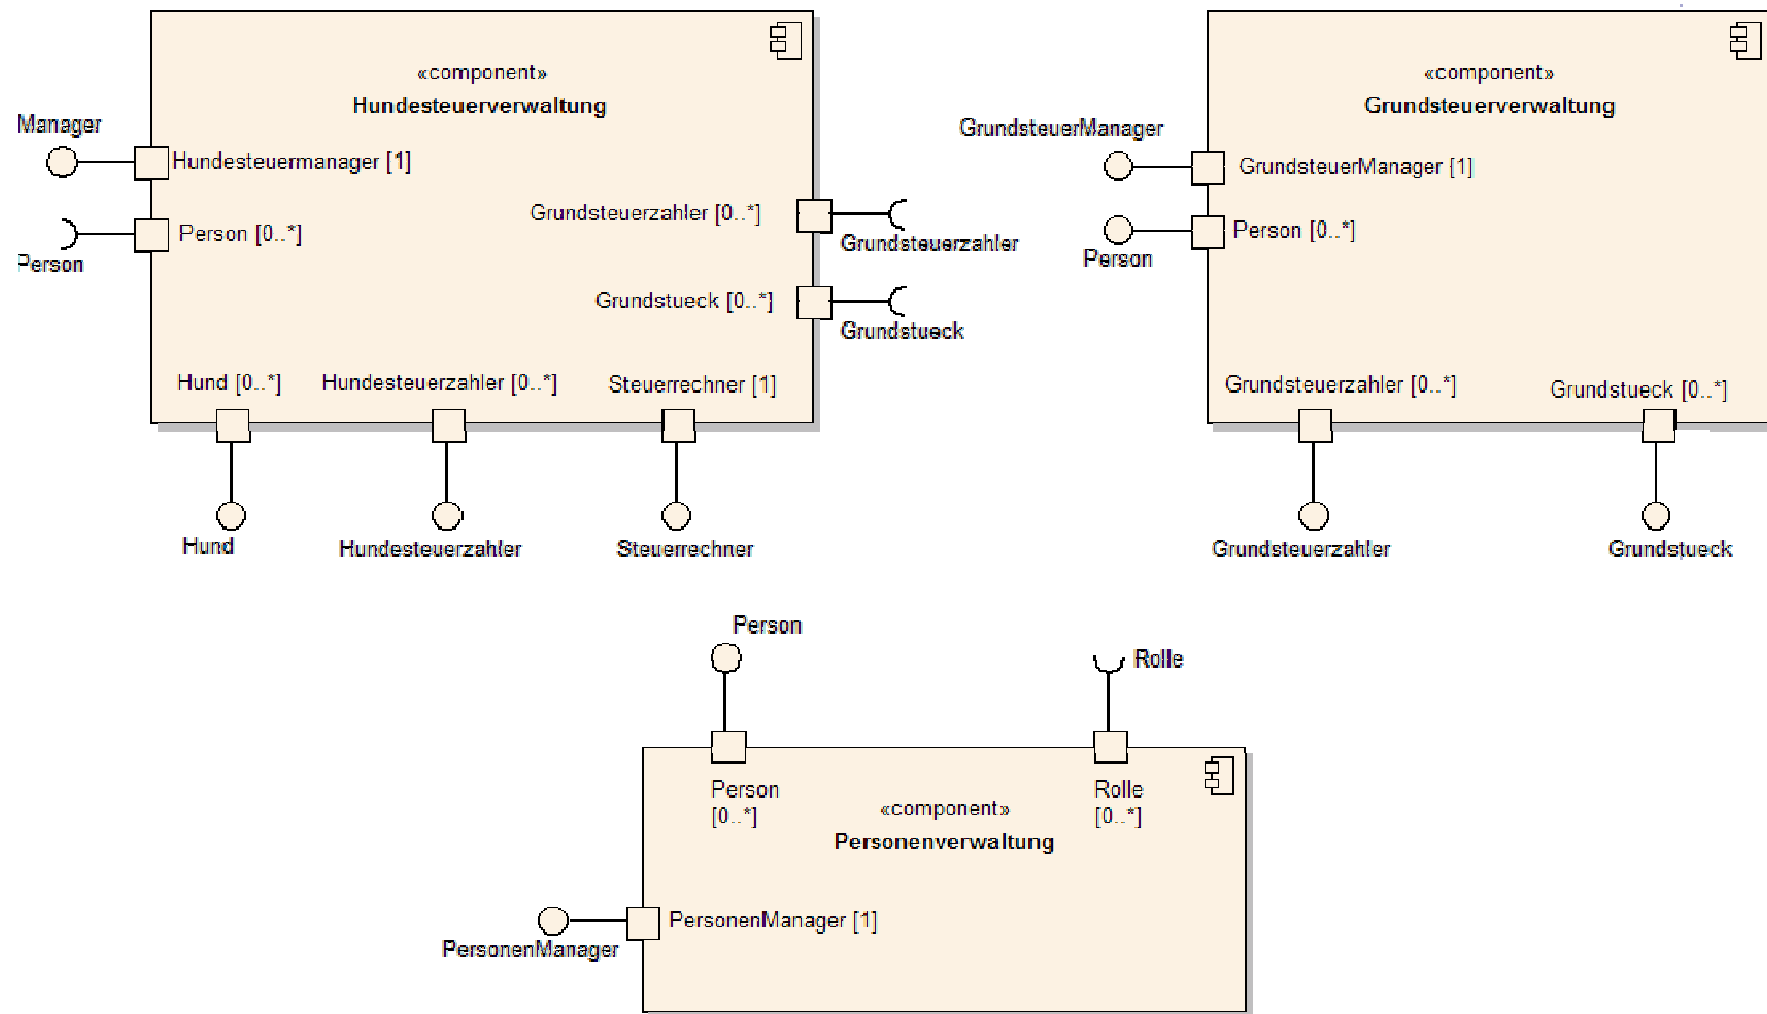 «component»
Hundesteuerverwaltung
Manager
Hundesteuermanager [1]
Person [0..*]
Person
Grundsteuerzahler [0..*]
Grundsteuerzahler
Grundstueck [0..*]
Grundstueck
Hund [0..*]
Hundesteuerzahler [0..*]
Steuerrechner [1]
Hund
Hundesteuerzahler
Steuerrechner
«component»
Grundsteuerverwaltung
GrundsteuerManager
GrundsteuerManager [1]
Person [0..*]
Person
Grundsteuerzahler [0..*]
Grundstueck [0..*]
Grundsteuerzahler
Grundstueck
Person
Rolle
Person
[0..*]
Rolle
[0..*]
«component»
Personenverwaltung
PersonenManager [1]
PersonenManager